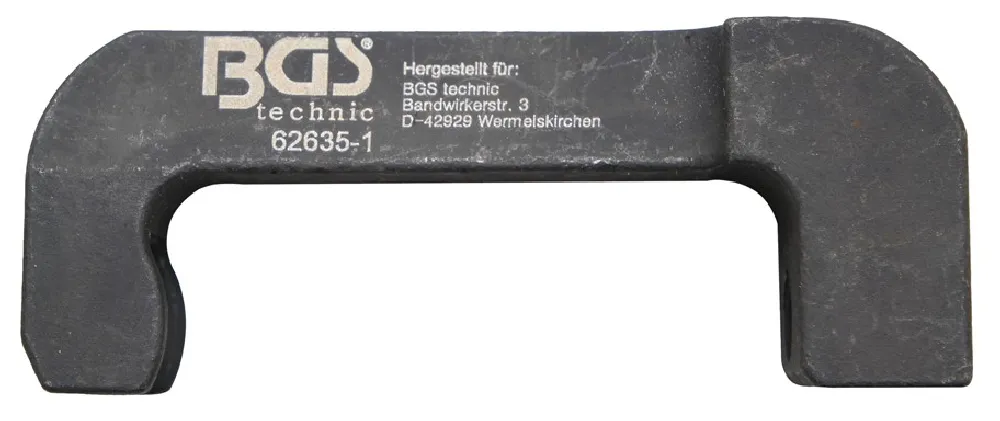 BGS®
technic
62635-1
Hergestellt für:
BGS technic
Bandwirkerstr. 3
D-42929 Wermelskirchen